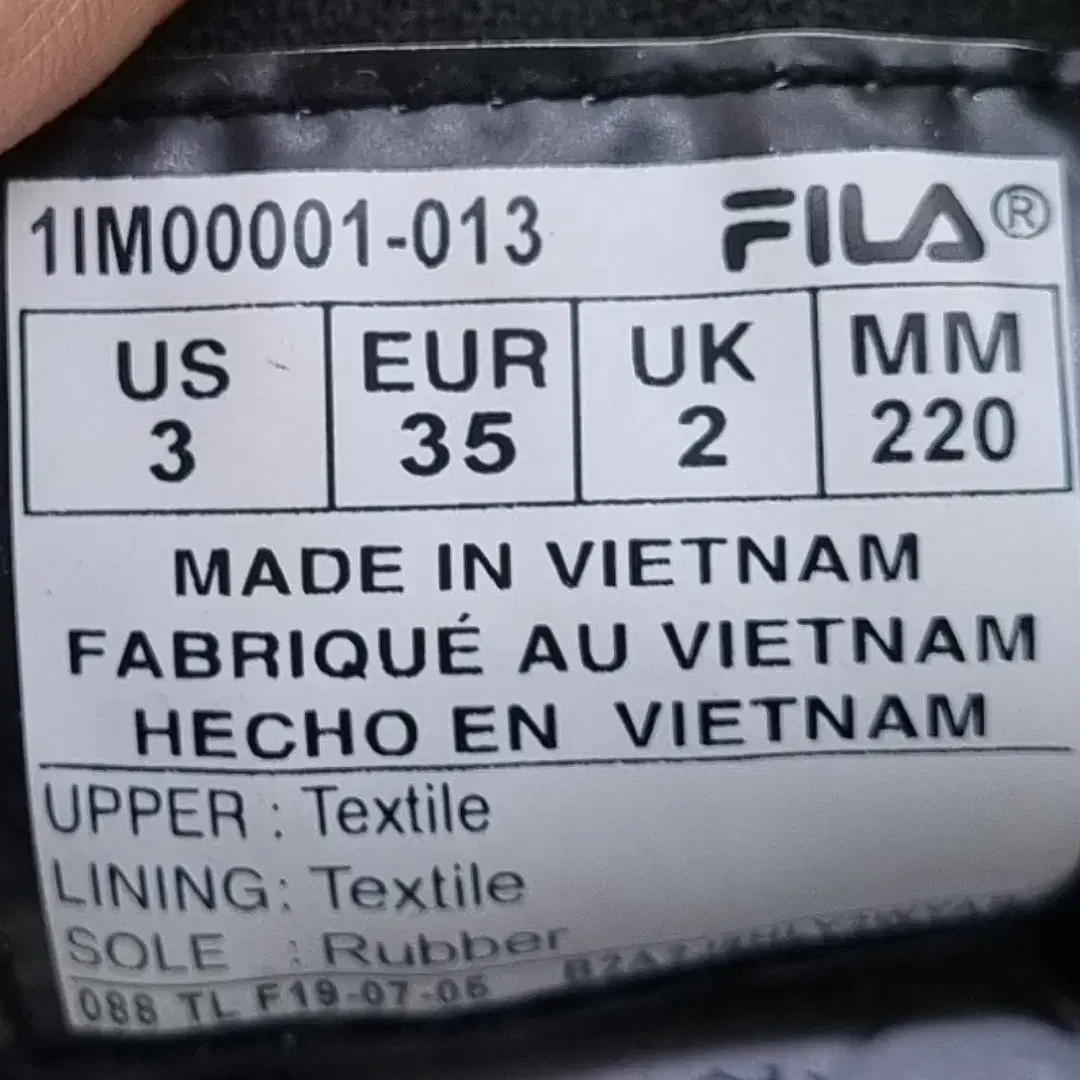 1IM00001-013 FILA®
US EUR UK MM
3 35 2 220
MADE IN VIETNAM
FABRIQUÉ AU VIETNAM
HECHO EN VIETNAM
UPPER : Textile
LINING: Textile
SOLE : Rubber
088 TL F19-07-06